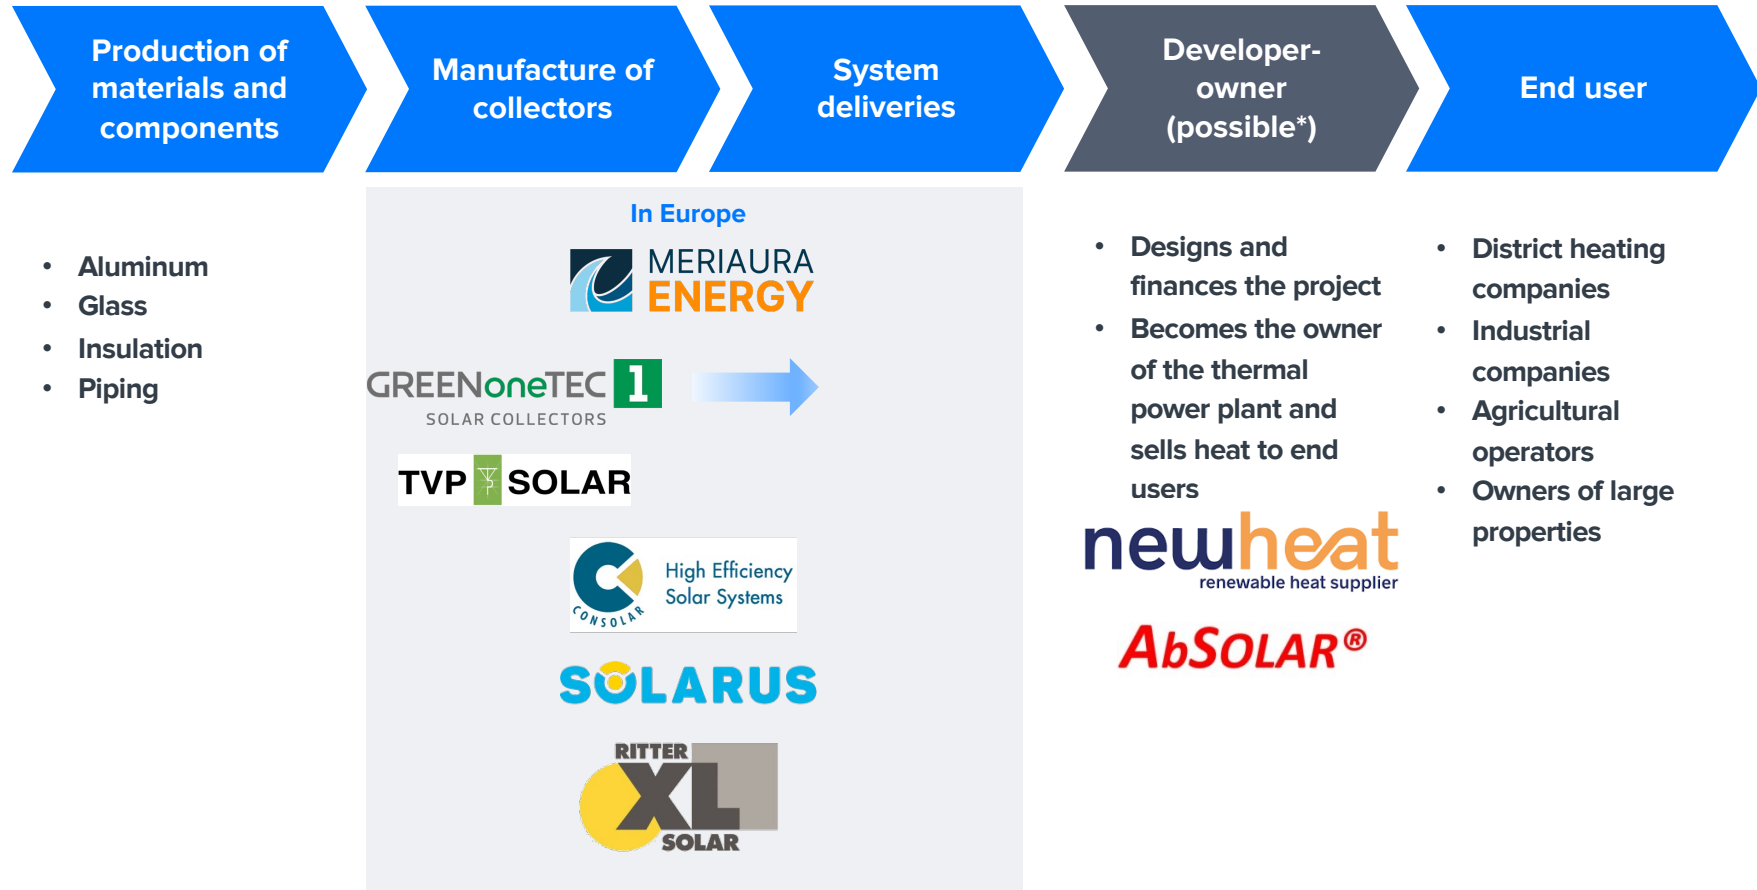 Production of
materials and
components
Manufacture of
collectors
System
deliveries
Developer-
owner
(possible*)
End user
• Aluminum
• Glass
• Insulation
• Piping
In Europe
MERIAURA
ENERGY
GREENoneTEC 1
SOLAR COLLECTORS
TVP SOLAR
CONSOLAR
High Efficiency
Solar Systems
SOLARUS
RITTER
XL
SOLAR
• Designs and
finances the project
• Becomes the owner
of the thermal
power plant and
sells heat to end
users
newheat
renewable heat supplier
AbSOLAR®
• District heating
companies
• Industrial
companies
• Agricultural
operators
• Owners of large
properties